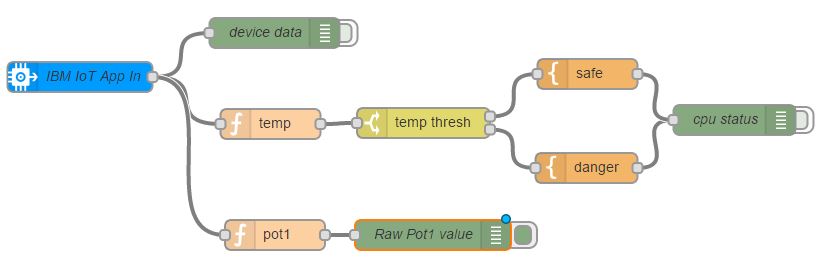 device data
IBM IoT App In
safe
temp
temp thresh
cpu status
danger
pot1
Raw Pot1 value